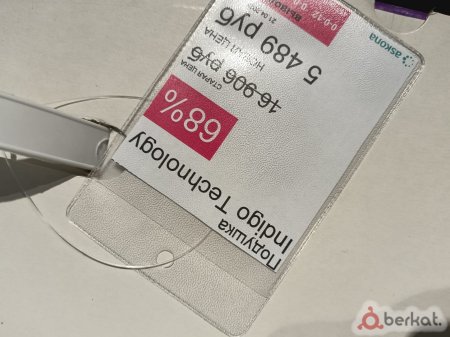 Подушка
Indigo Technology
68%
СТАРАЯ ЦЕНА
16 906 руб
НОВАЯ ЦЕНА
5 489 руб
askona
berkat.